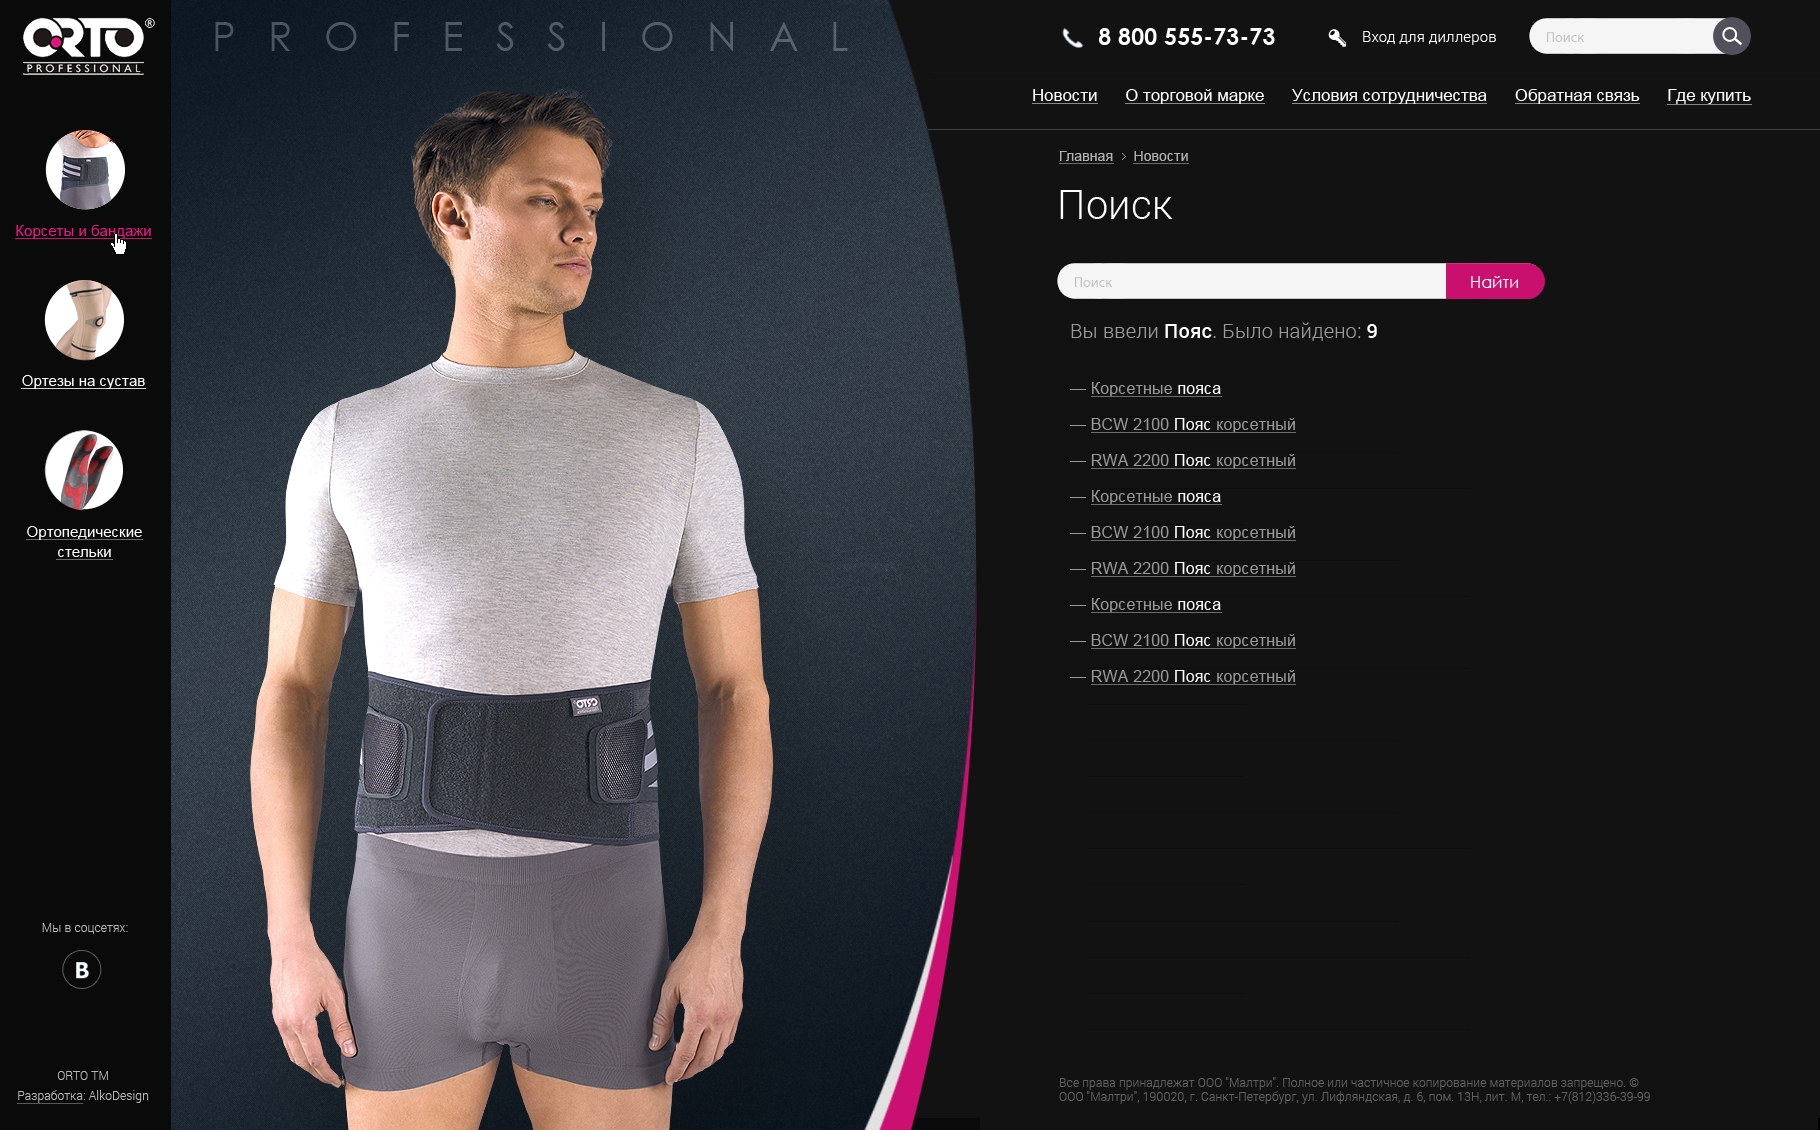 ORTO®
PROFESSIONAL
Корсеты и бандажи
Ортезы на сустав
Ортопедические
стельки
Мы в соцсетях:
B
ORTO TM
Разработка: AlkoDesign
PROFESSIONAL
ORTO
8 800 555-73-73
Вход для диллеров
Поиск
Новости
О торговой марке
Условия сотрудничества
Обратная связь
Где купить
Главная > Новости
Поиск
Поиск
Найти
Вы ввели Пояс. Было найдено: 9
— Корсетные пояса
— BCW 2100 Пояс корсетный
— RWA 2200 Пояс корсетный
— Корсетные пояса
— BCW 2100 Пояс корсетный
— RWA 2200 Пояс корсетный
— Корсетные пояса
— BCW 2100 Пояс корсетный
— RWA 2200 Пояс корсетный
Все права принадлежат ООО "Малтри". Полное или частичное копирование материалов запрещено. ©
ООО "Малтри", 190020, г. Санкт-Петербург, ул. Лифляндская, д. 6, пом. 13Н, лит. М, тел.: +7(812)336-39-99